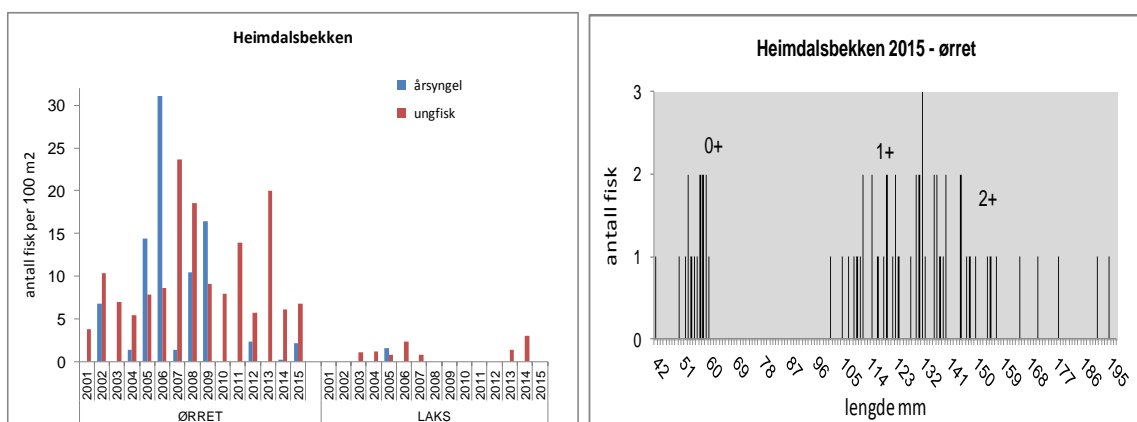 Heimdalsbekken
årsyngel
ungfisk
antall fisk per 100 m2
30
25
20
15
10
5
0
2001 2002 2003 2004 2005 2006 2007 2008 2009 2010 2011 2012 2013 2014 2015 2001 2002 2003 2004 2005 2006 2007 2008 2009 2010 2011 2012 2013 2014 2015
ØRRET LAKS
Heimdalsbekken 2015 - ørret
antall fisk
3
2
1
0
0+
1+
2+
42 51 60 69 78 87 96 105 114 123 132 141 150 159 168 177 186 195
lengde mm